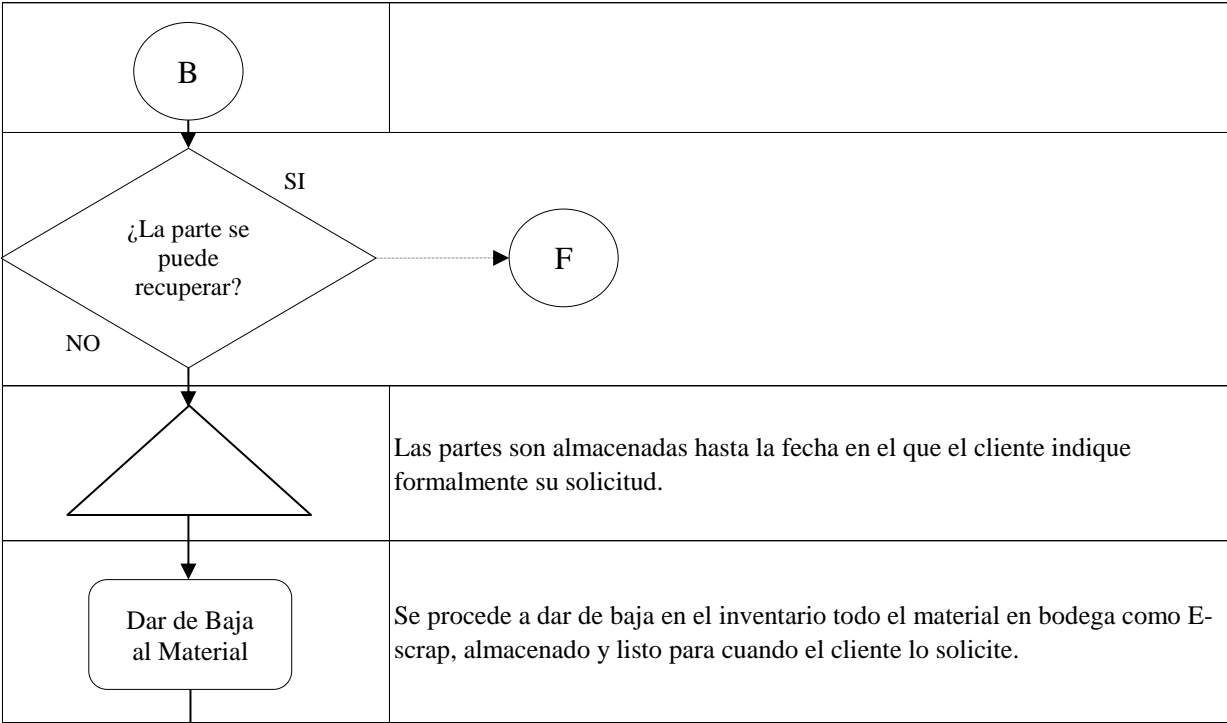 B
SI
¿La parte se
puede
recuperar?
F
NO
Las partes son almacenadas hasta la fecha en el que el cliente indique
formalmente su solicitud.
Dar de Baja
al Material
Se procede a dar de baja en el inventario todo el material en bodega como E-
scrap, almacenado y listo para cuando el cliente lo solicite.